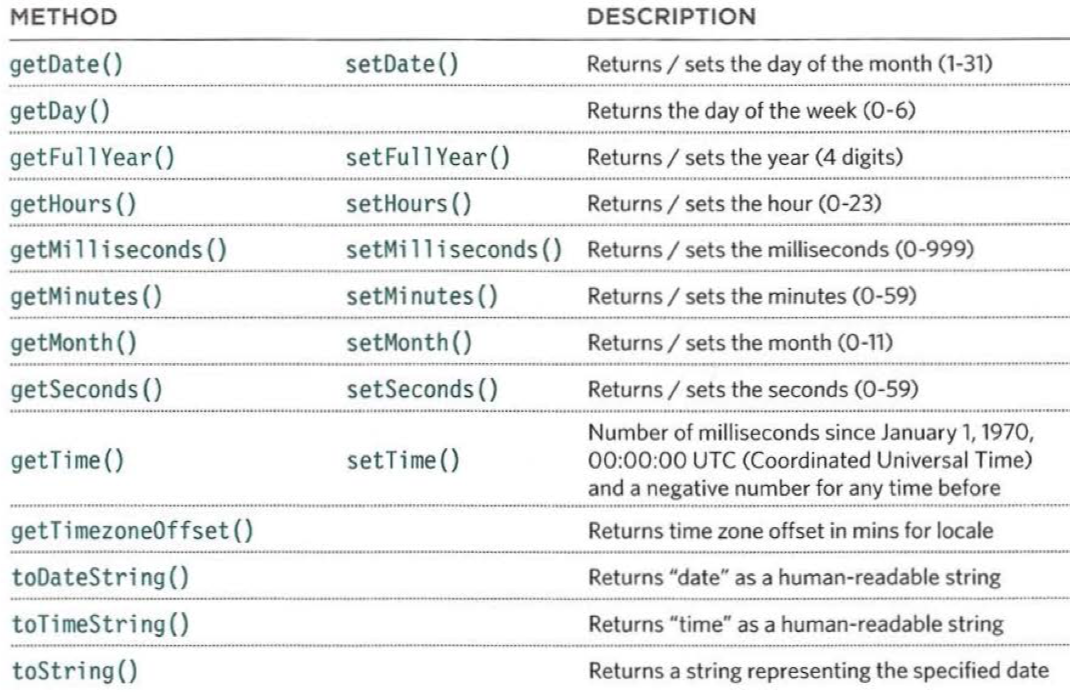 METHOD DESCRIPTION
getDate() setDate() Returns / sets the day of the month (1-31)
getDay() Returns the day of the week (0-6)
getFullYear() setFullYear() Returns / sets the year (4 digits)
getHours() setHours() Returns / sets the hour (0-23)
getMilliseconds() setMilliseconds() Returns / sets the milliseconds (0-999)
getMinutes() setMinutes() Returns / sets the minutes (0-59)
getMonth() setMonth() Returns / sets the month (0-11)
getSeconds() setSeconds() Returns / sets the seconds (0-59)
getTime() setTime() Number of milliseconds since January 1, 1970,
00:00:00 UTC (Coordinated Universal Time)
and a negative number for any time before
getTimezoneOffset() Returns time zone offset in mins for locale
toDateString() Returns “date” as a human-readable string
toTimeString() Returns “time” as a human-readable string
toString() Returns a string representing the specified date